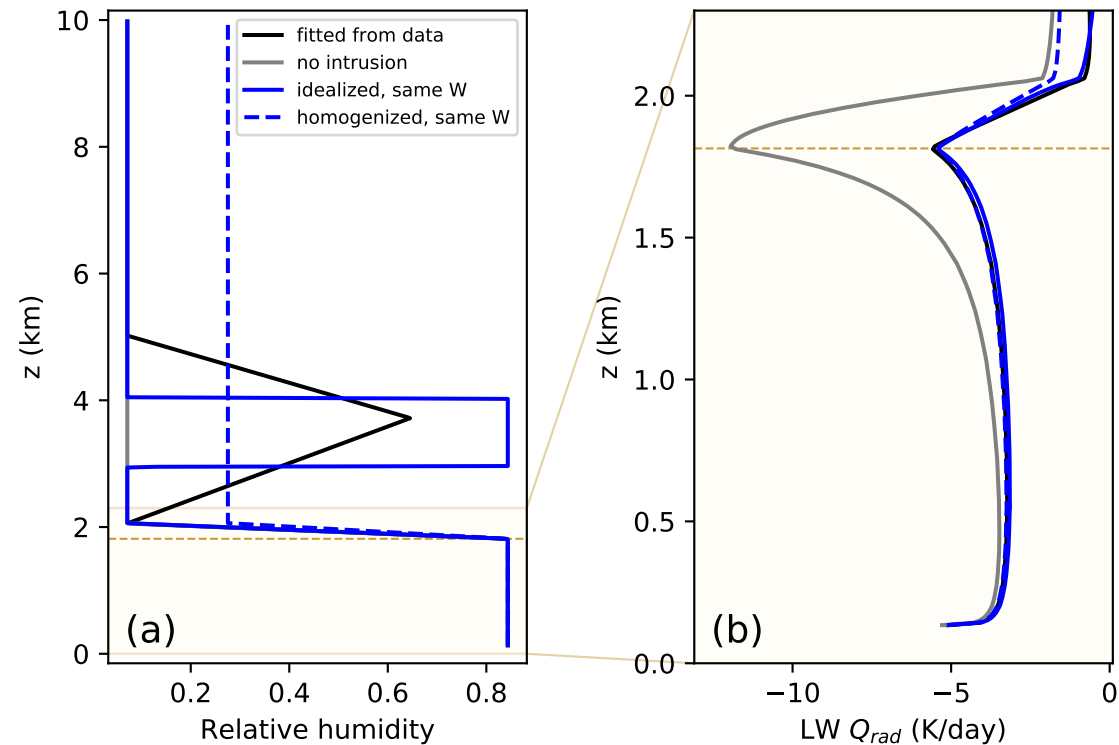 10
8
6
4
2
0
z (km)
0.2
0.4
0.6
0.8
Relative humidity
fitted from data
no intrusion
idealized, same W
homogenized, same W
(a)
2.0
1.5
1.0
0.5
0.0
z (km)
−10
−5
0
LW Q_{rad} (K/day)
(b)